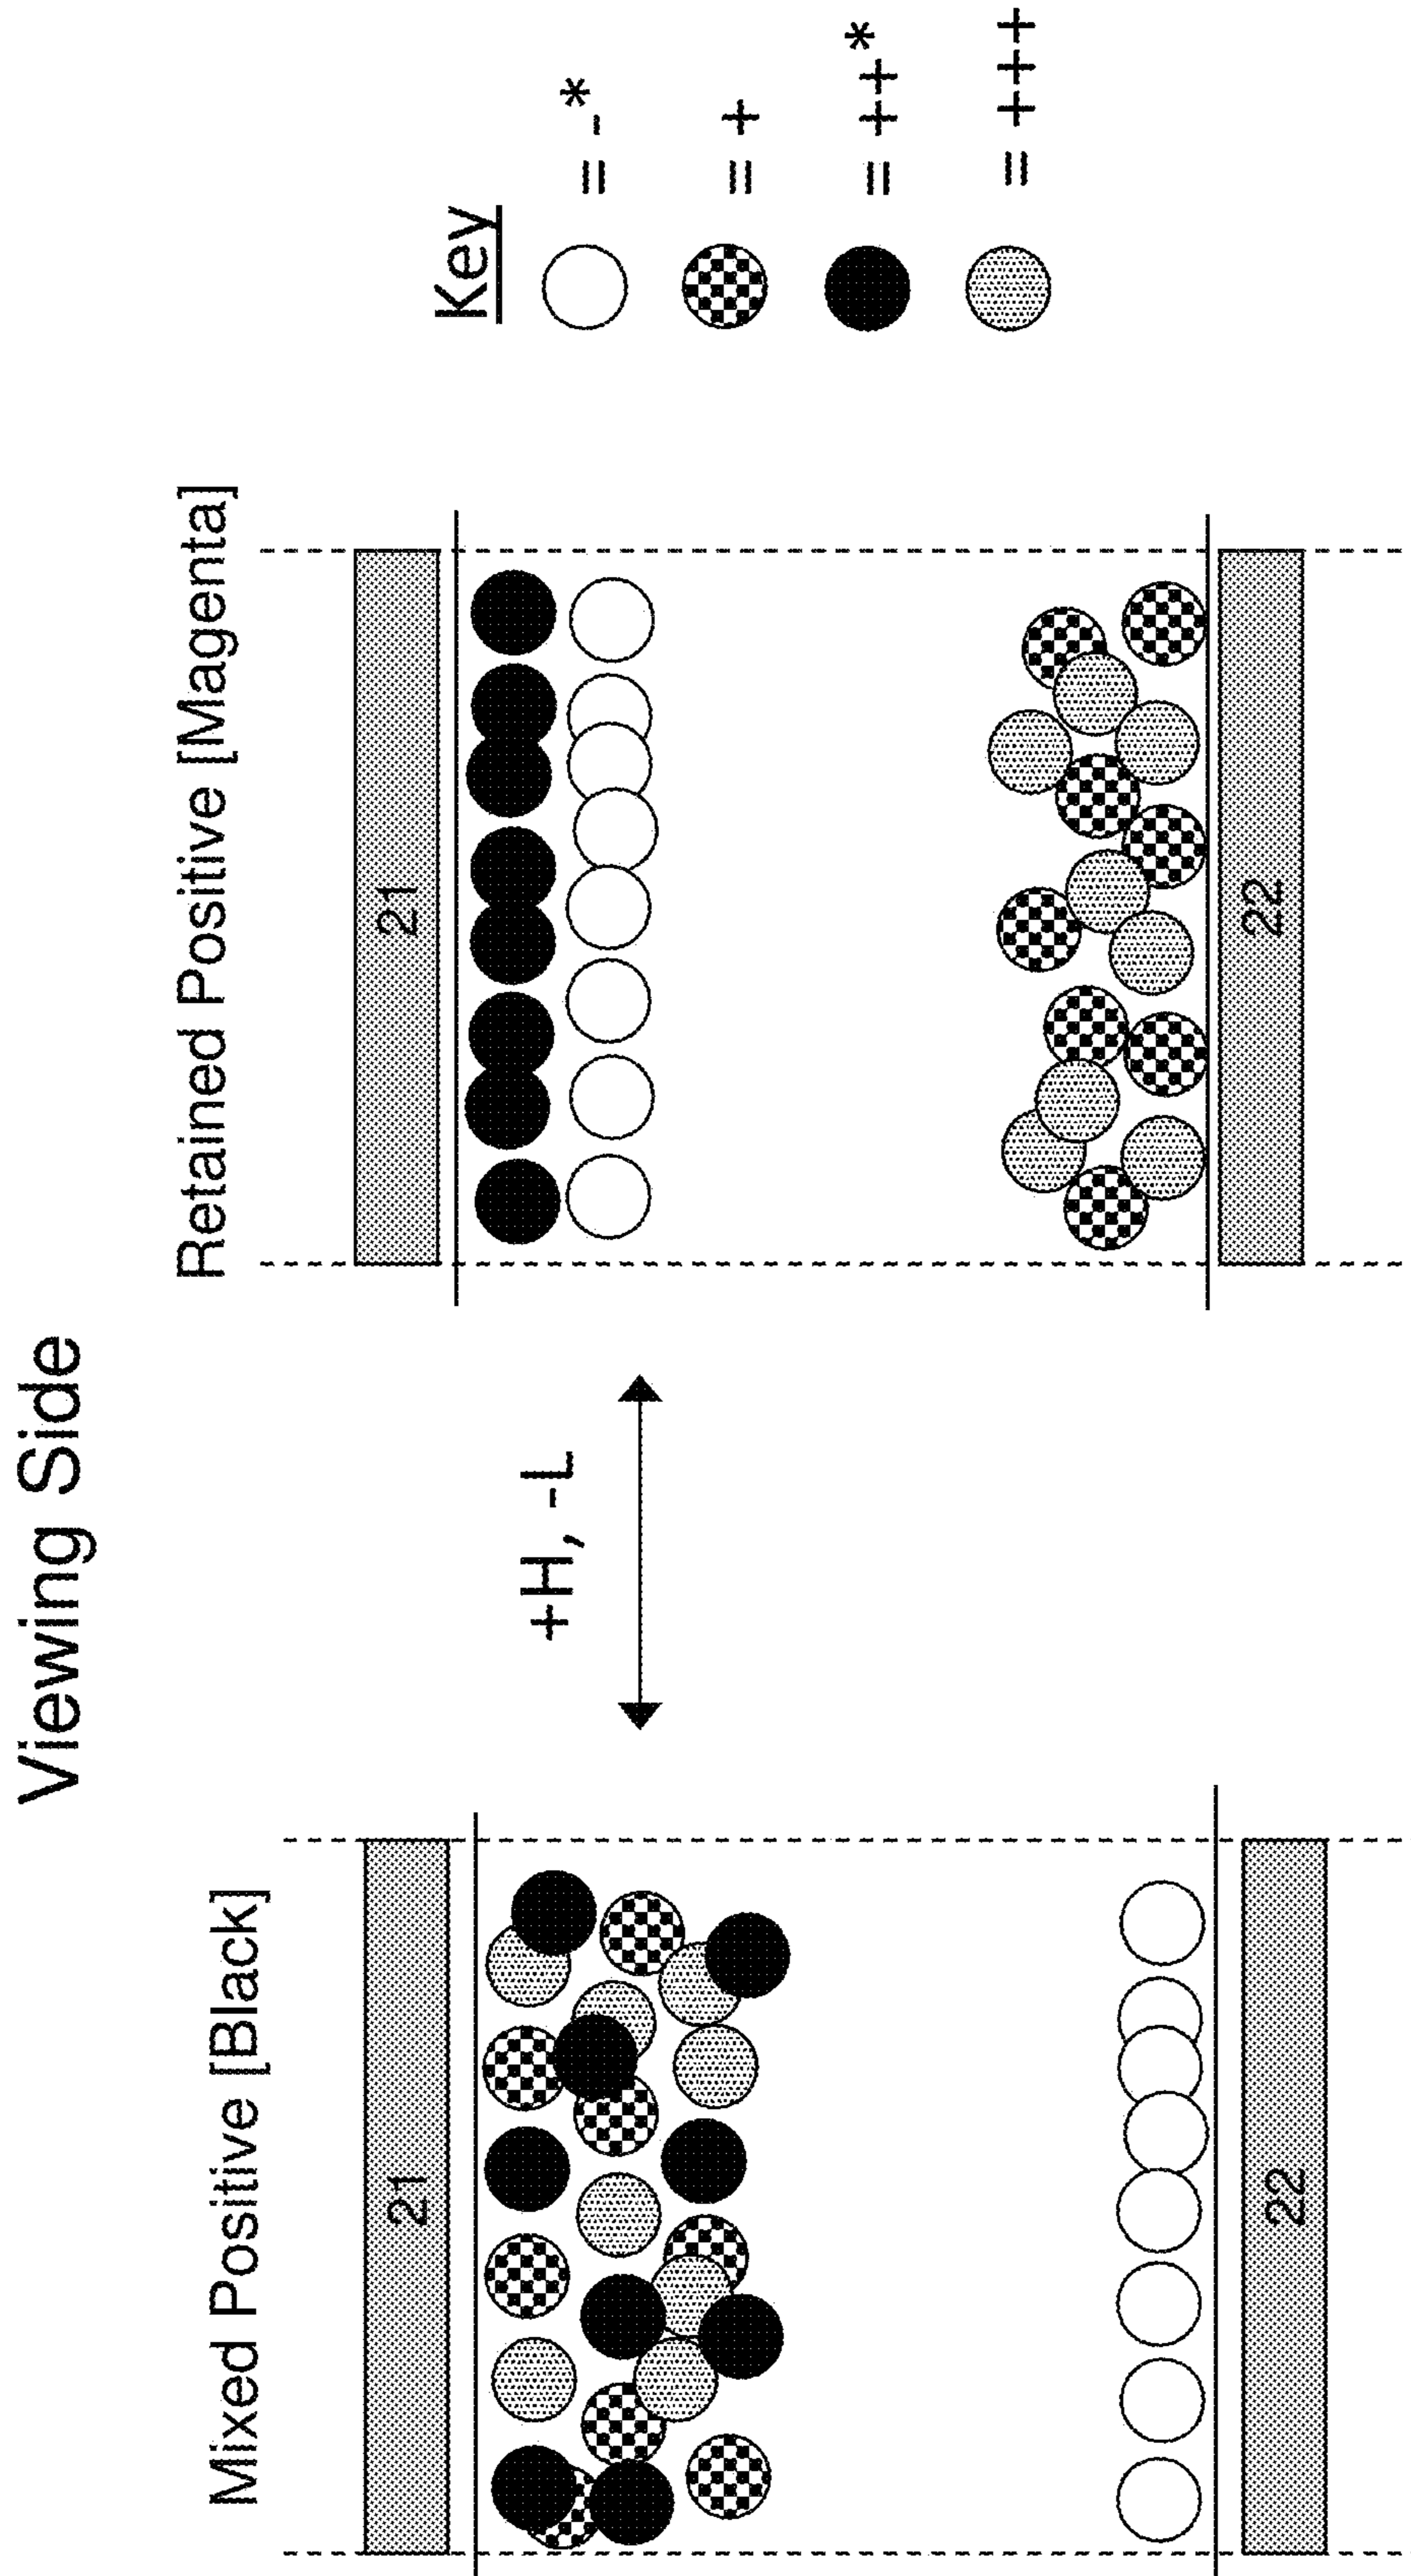 Viewing Side
Mixed Positive [Black]
21
22
+H, -L
Retained Positive [Magenta]
21
22
Key
= -*
= +
= ++*
= +++